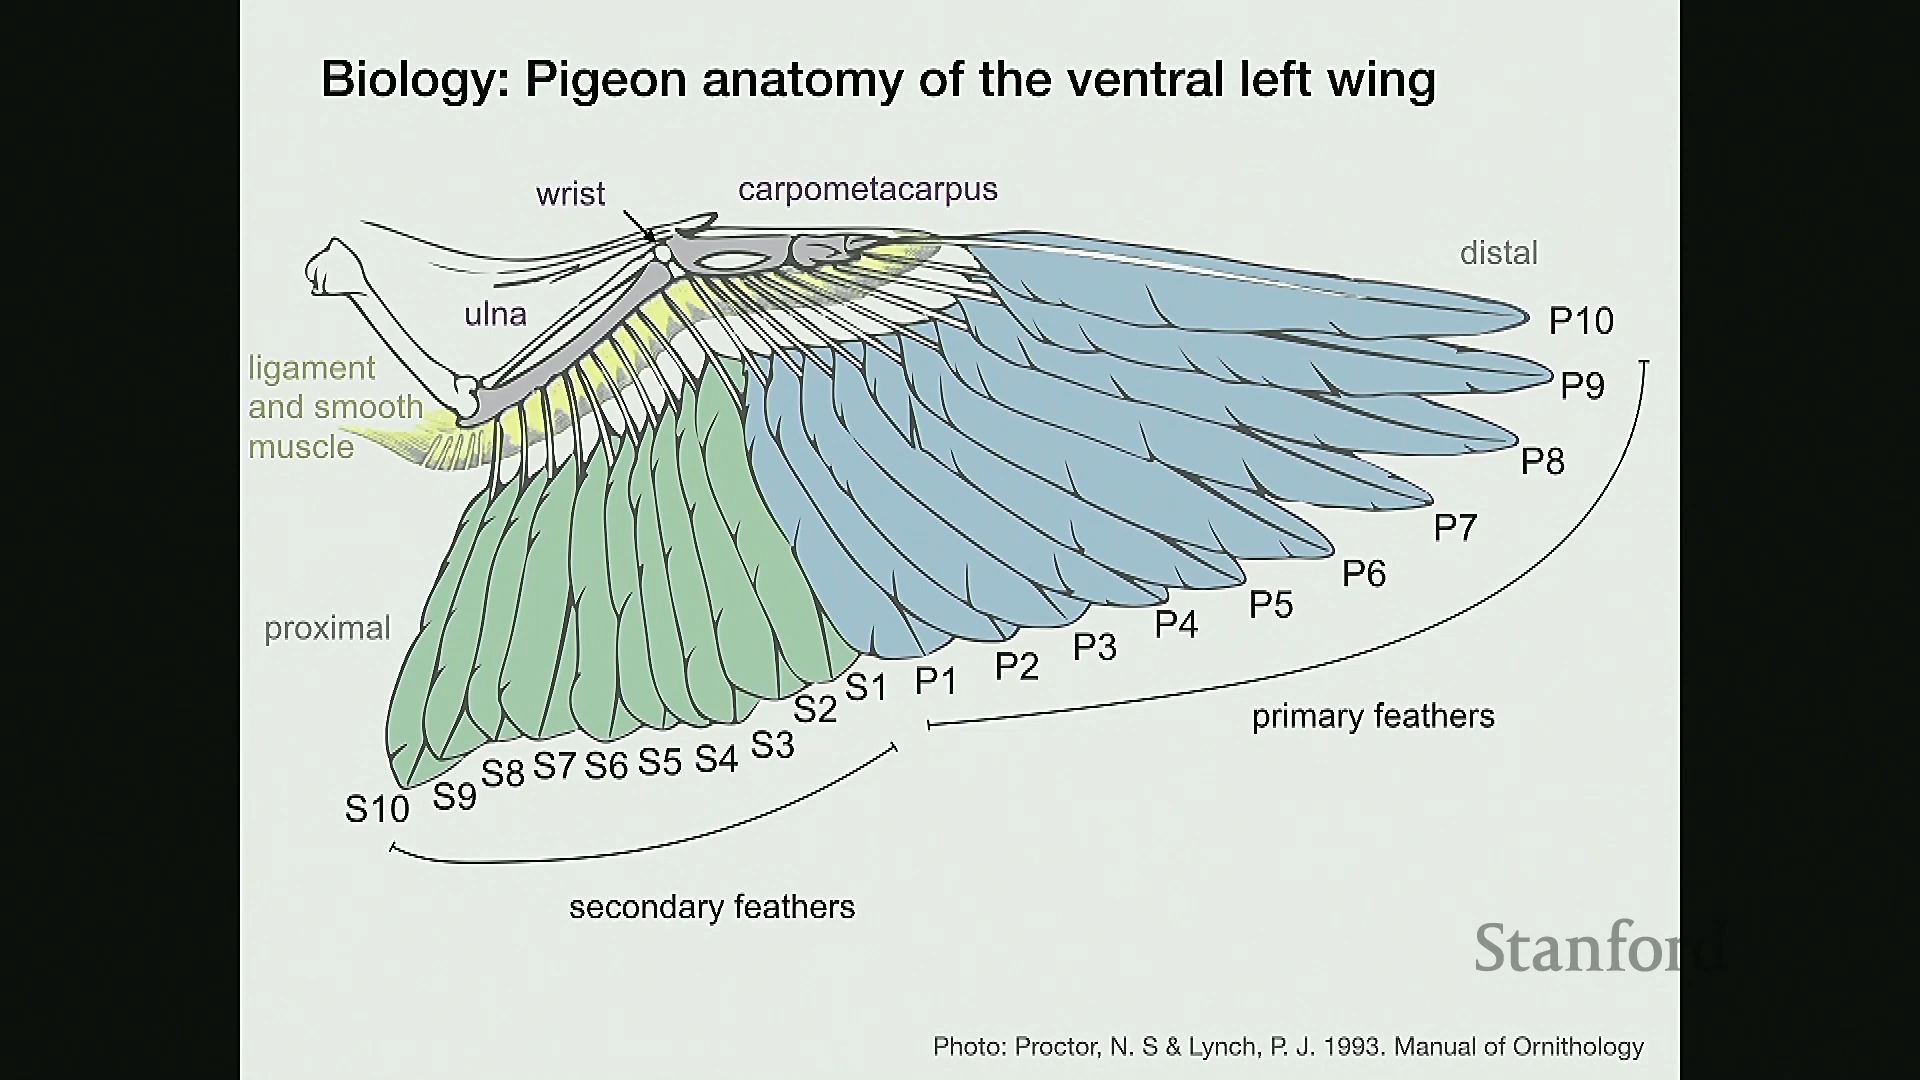 Biology: Pigeon anatomy of the ventral left wing
wrist
carpometacarpus
distal
ulna
P10
ligament
and smooth
muscle
P9
P8
P7
P6
P5
P4
P3
P2
P1
proximal
S1
S2
S3
S4
S5
S6
S7
S8
S9
S10
primary feathers
secondary feathers
Stanford
Photo: Proctor, N. S & Lynch, P. J. 1993. Manual of Ornithology